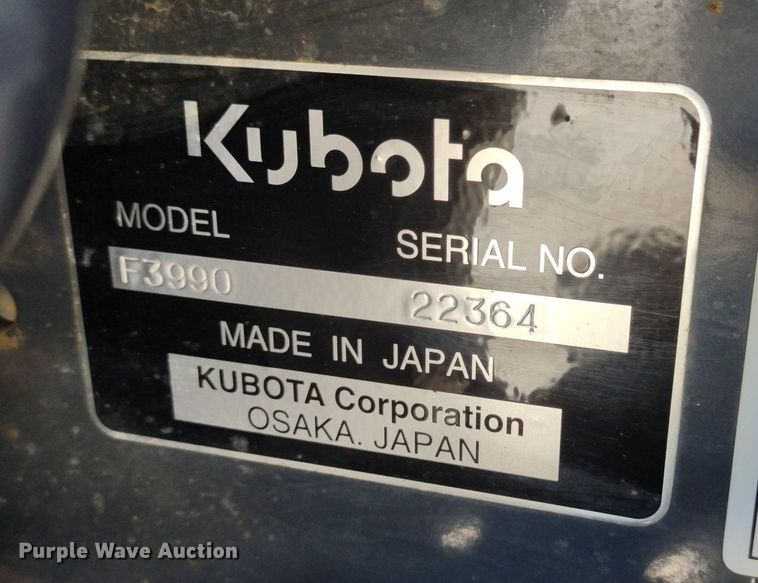 Kubota
MODEL SERIAL NO.
F3990 22364
MADE IN JAPAN
KUBOTA Corporation
OSAKA. JAPAN
Purple Wave Auction